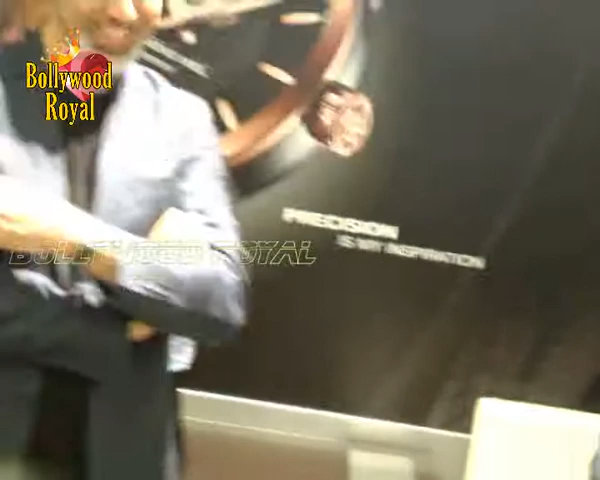 Bollywood
Royal
PRECISION
IS MY INSPIRATION
BOLLYWOOD ROYAL